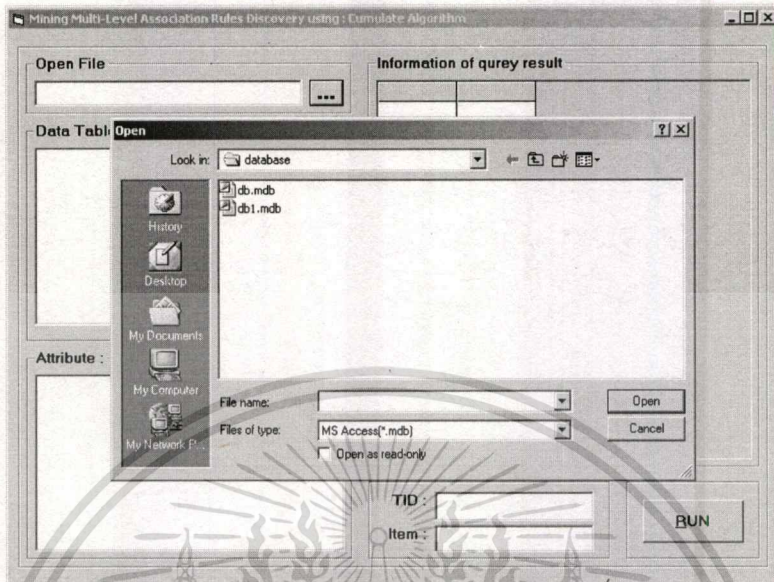 Mining Multi-Level Association Rules Discovery using : Cumulate Algorithm
Open File
...
Information of qurey result
Data Tabl
Open
Look in:
database
History
Desktop
My Documents
My Computer
My Network P...
db.mdb
db1.mdb
File name:
Open
Files of type:
MS Access(*.mdb)
Cancel
Open as read-only
Attribute :
TID :
Item :
RUN